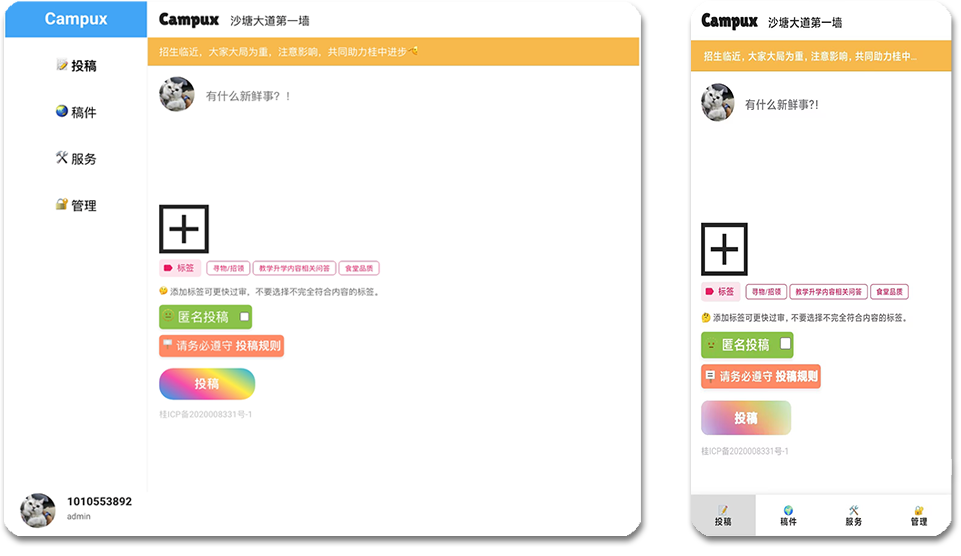 Campux
投稿
稿件
服务
管理
1010553892
admin
Campux 沙塘大道第一墙
招生临近，大家大局为重，注意影响，共同助力桂中进步
有什么新鲜事？！
标签 寻物/招领 教学升学内容相关问答 食堂品质
添加标签可更快过审，不要选择不完全符合内容的标签。
匿名投稿
请务必遵守 投稿规则
投稿
桂ICP备2020008331号-1
Campux 沙塘大道第一墙
招生临近，大家大局为重，注意影响，共同助力桂中...
有什么新鲜事?!
标签 寻物/招领 教学升学内容相关问答 食堂品质
添加标签可更快过审，不要选择不完全符合内容的标签。
匿名投稿
请务必遵守 投稿规则
投稿
桂ICP备2020008331号-1
投稿 稿件 服务 管理